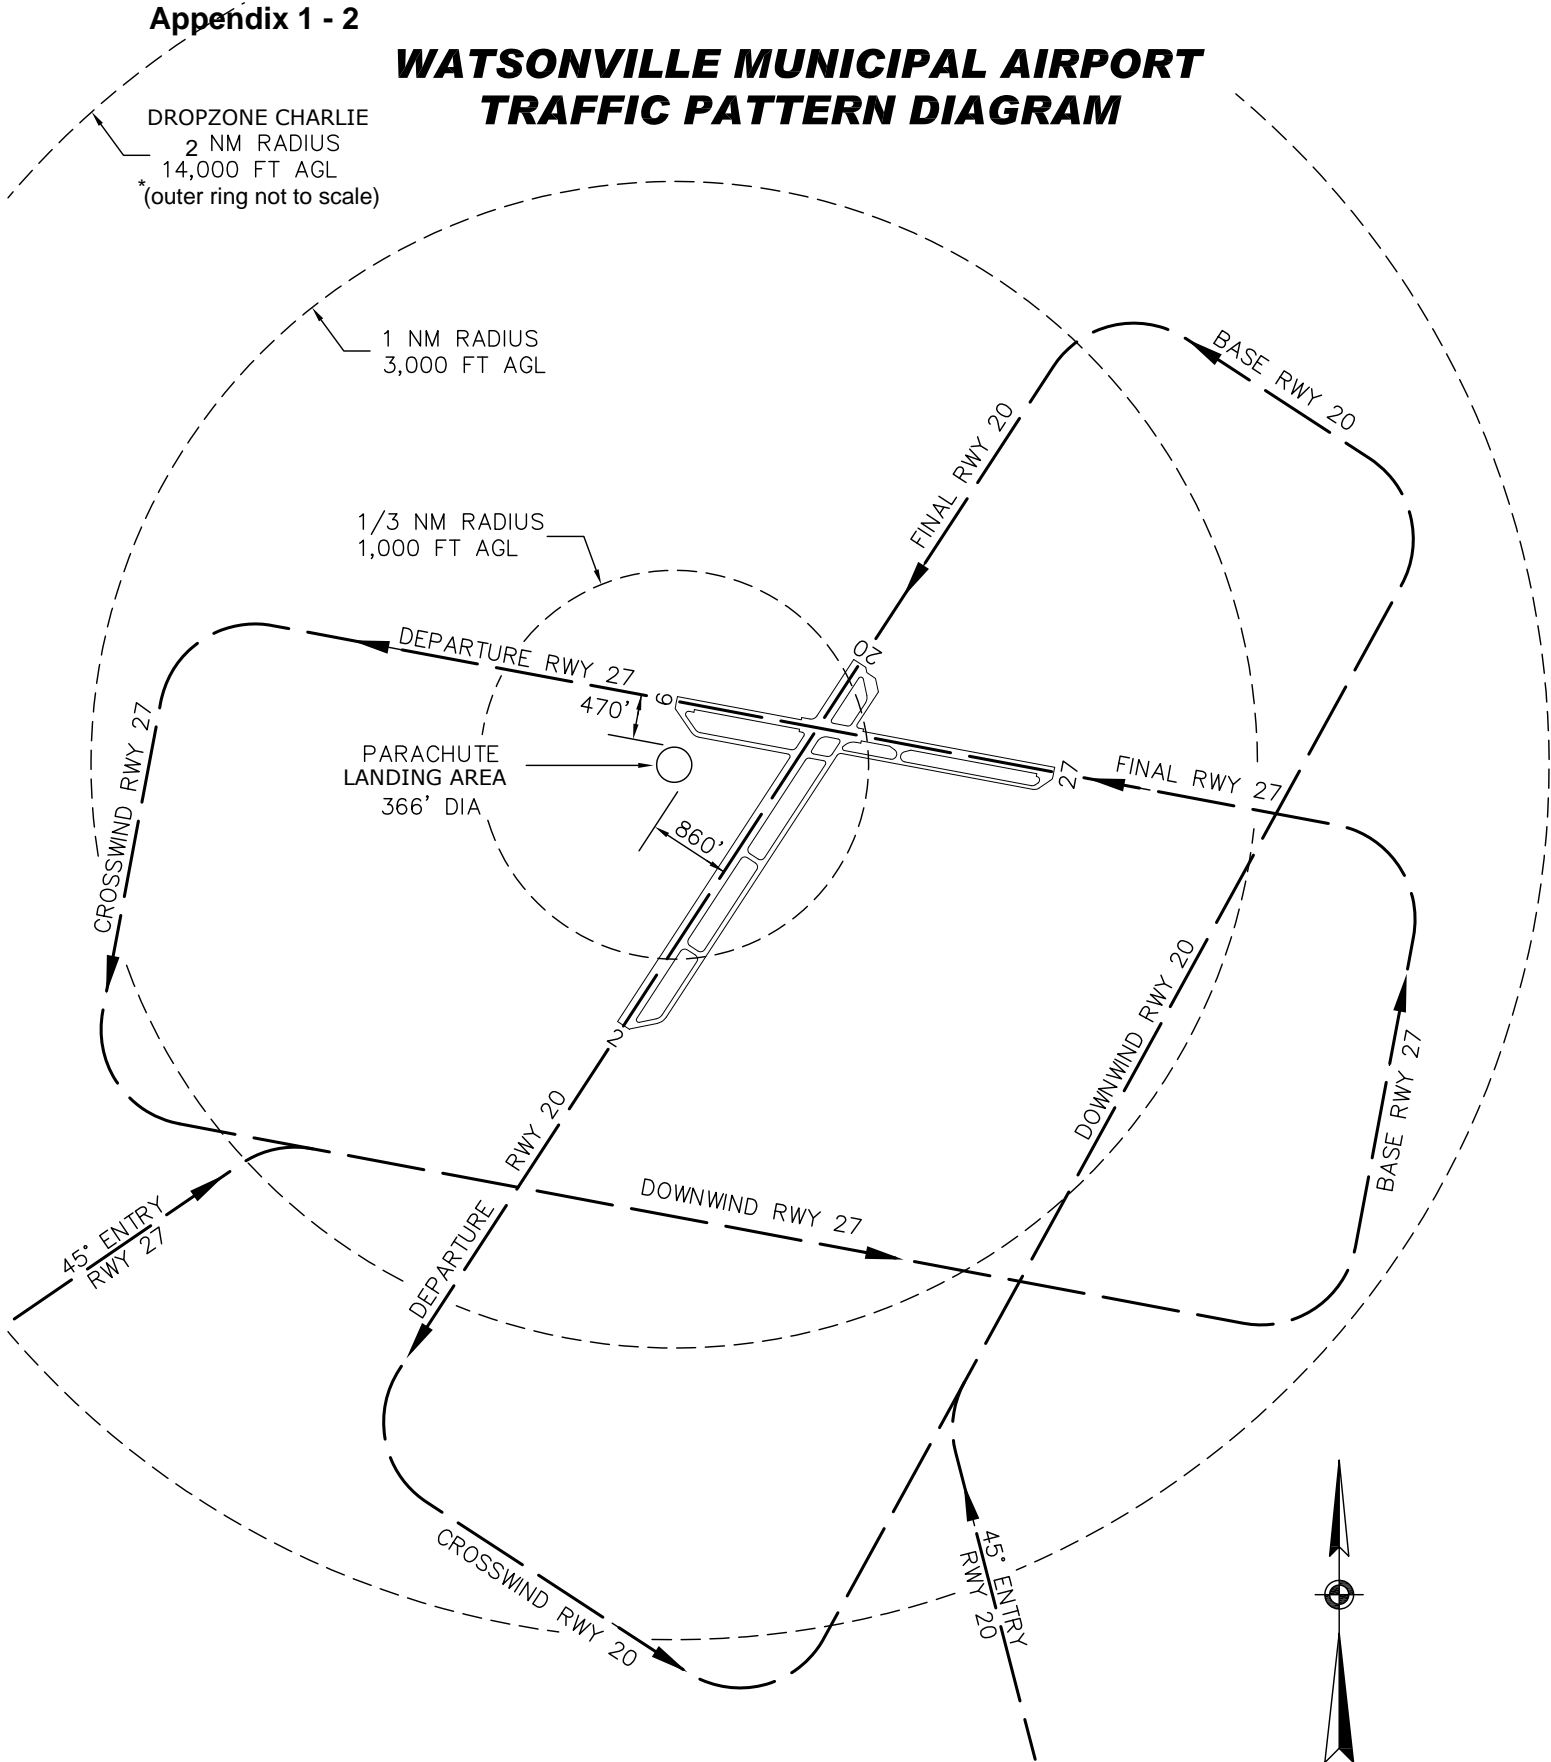 Appendix 1 - 2
WATSONVILLE MUNICIPAL AIRPORT
TRAFFIC PATTERN DIAGRAM
DROPZONE CHARLIE
2 NM RADIUS
14,000 FT AGL
*(outer ring not to scale)
1 NM RADIUS
3,000 FT AGL
BASE RWY 20
FINAL RWY 20
1/3 NM RADIUS
1,000 FT AGL
DEPARTURE RWY 27
20
9
470'
CROSSWIND RWY 27
PARACHUTE
LANDING AREA
366' DIA
27
FINAL RWY 27
860'
DOWNWIND RWY 20
2
BASE RWY 27
DEPARTURE RWY 20
DOWNWIND RWY 27
45° ENTRY
RWY 27
CROSSWIND RWY 20
45° ENTRY
RWY 20